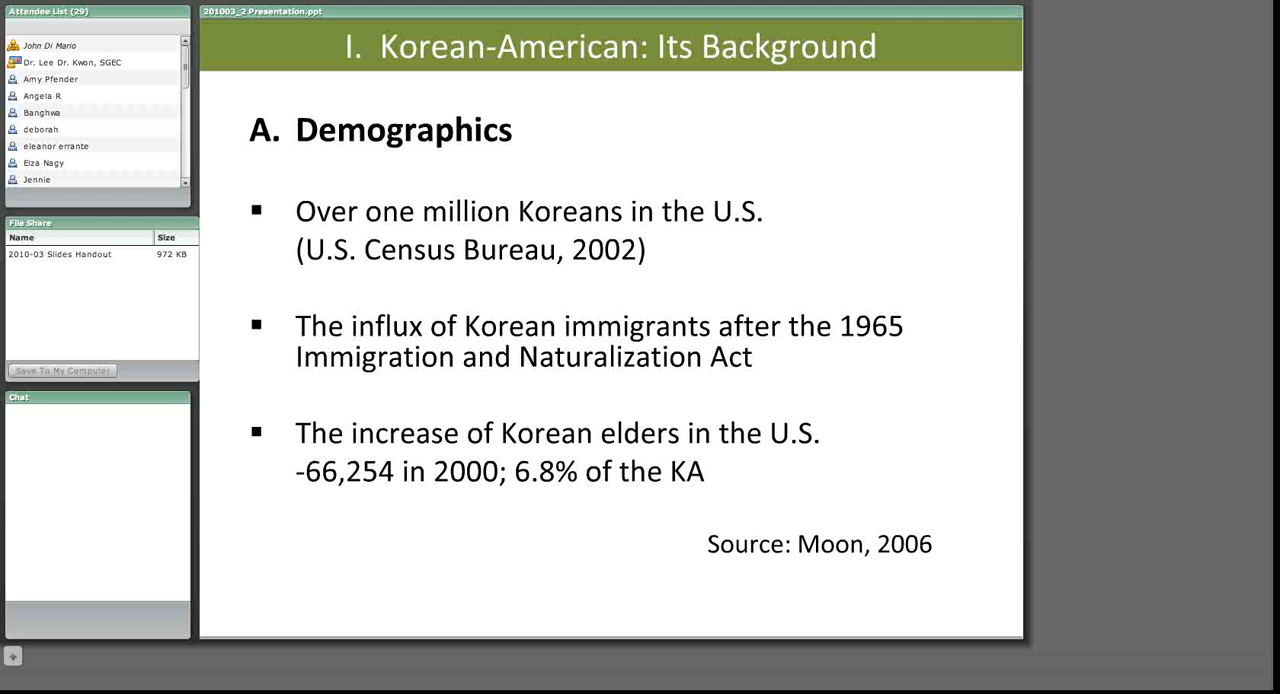 Attendee List (29)
John Di Mario
Dr. Lee Dr. Kwon, SGEC
Amy Pfender
Angela R
Banghwa
deborah
eleanor errante
Elza Nagy
Jennie
File Share
Name Size
2010-03 Slides Handout 972 KB
Save To My Computer
Chat
201003_2 Presentation.ppt
I. Korean-American: Its Background
A. Demographics
▪ Over one million Koreans in the U.S.
(U.S. Census Bureau, 2002)
▪ The influx of Korean immigrants after the 1965
Immigration and Naturalization Act
▪ The increase of Korean elders in the U.S.
-66,254 in 2000; 6.8% of the KA
Source: Moon, 2006